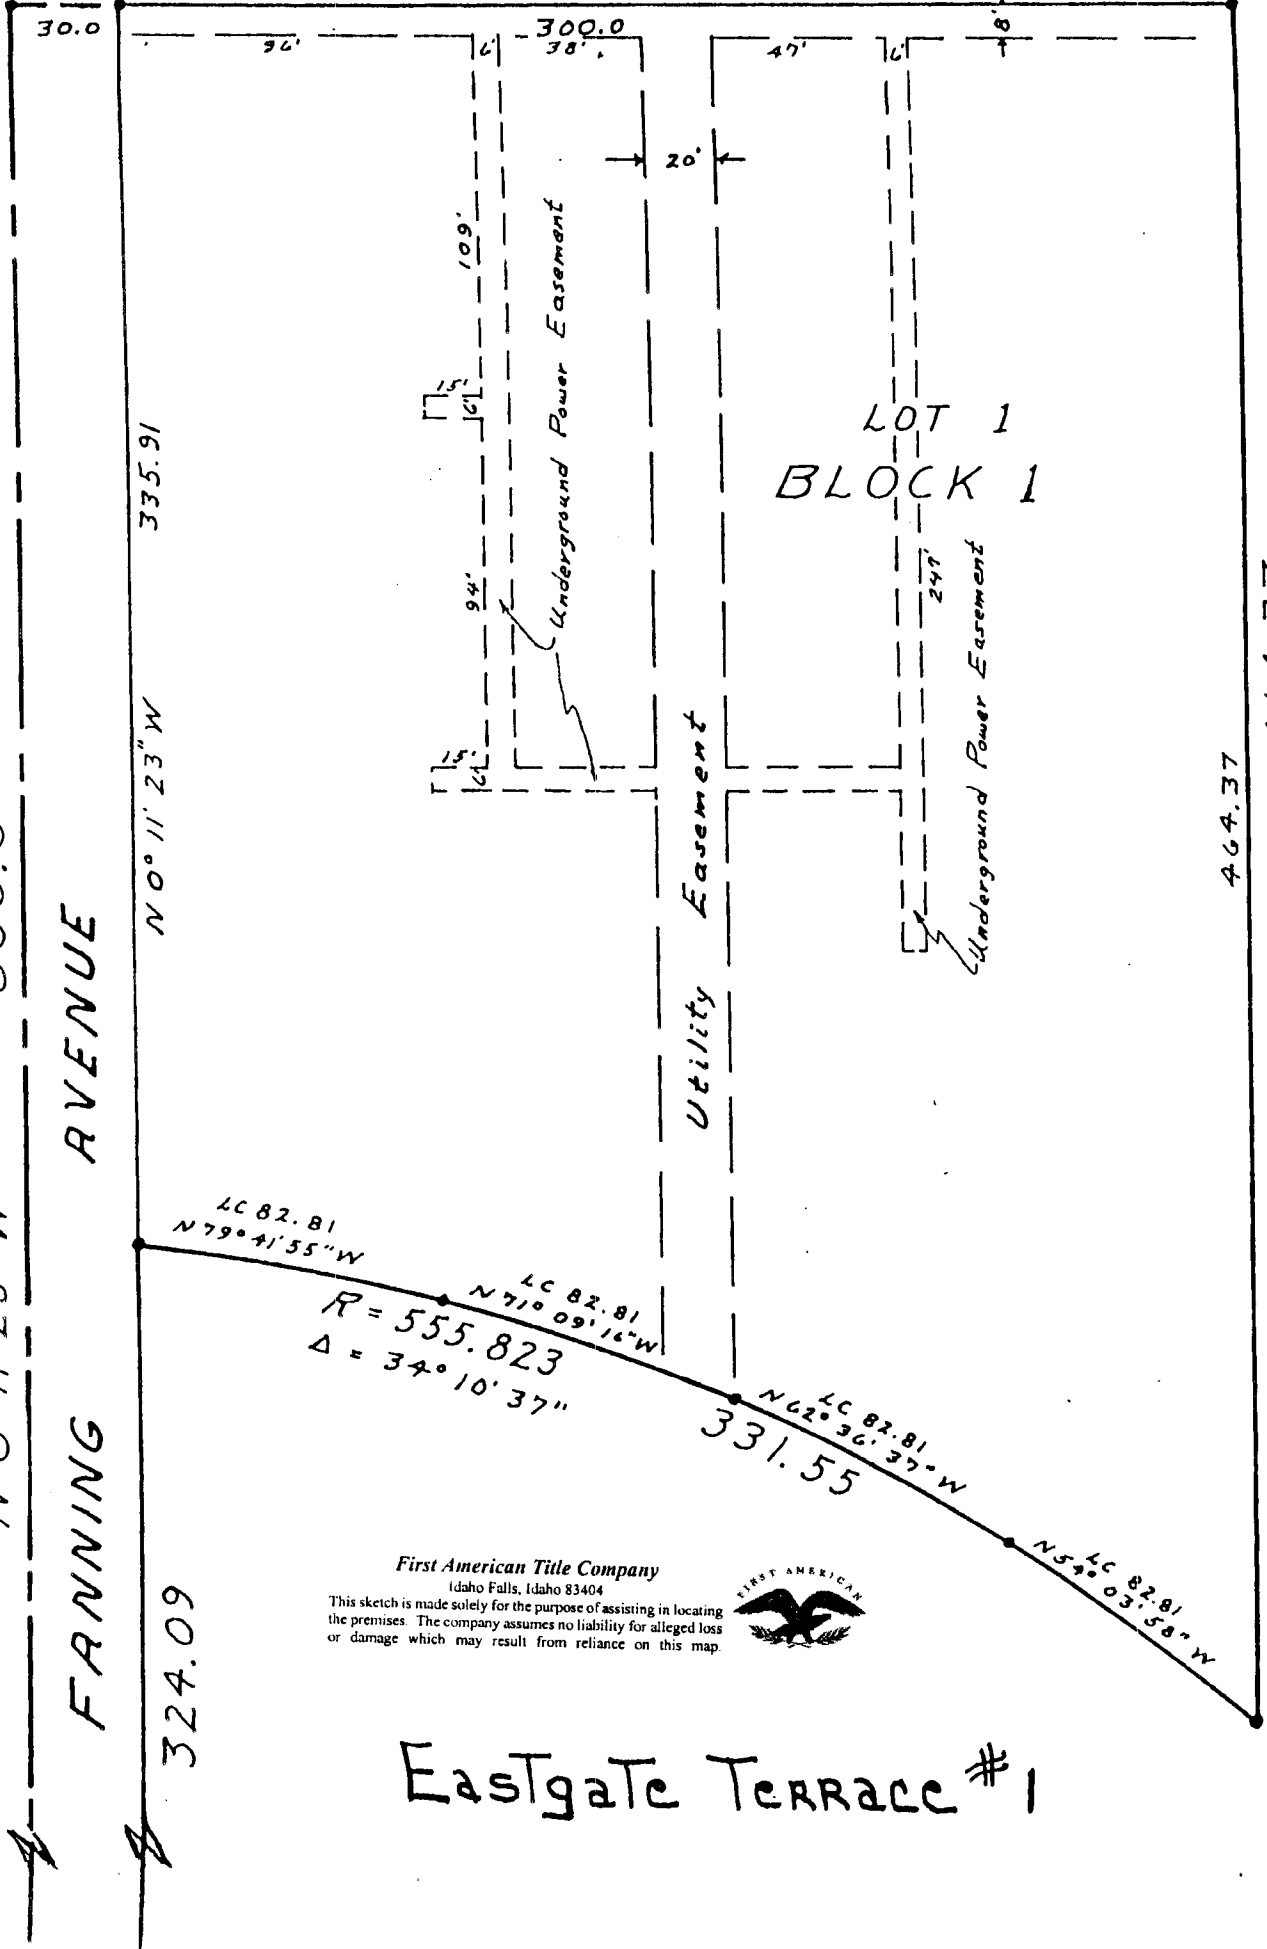 30.0
300.0
96'
6'
38'
47'
6'
8'
20'
109'
Underground Power Easement
15'
6'
335.91
LOT 1
BLOCK 1
94'
247'
Underground Power Easement
N 0° 11' 23" W
15'
6'
Utility Easement
464.37
FANNING AVENUE
LC 82.81
N 79° 41' 55" W
LC 82.81
N 71° 09' 16" W
R = 555.823
Δ = 34° 10' 37"
LC 82.81
N 62° 36' 37" W
331.55
LC 82.81
N 54° 03' 58" W
324.09
First American Title Company
Idaho Falls, Idaho 83404
This sketch is made solely for the purpose of assisting in locating
the premises. The company assumes no liability for alleged loss
or damage which may result from reliance on this map.
FIRST AMERICAN
EasTgaTe TeRRace #1